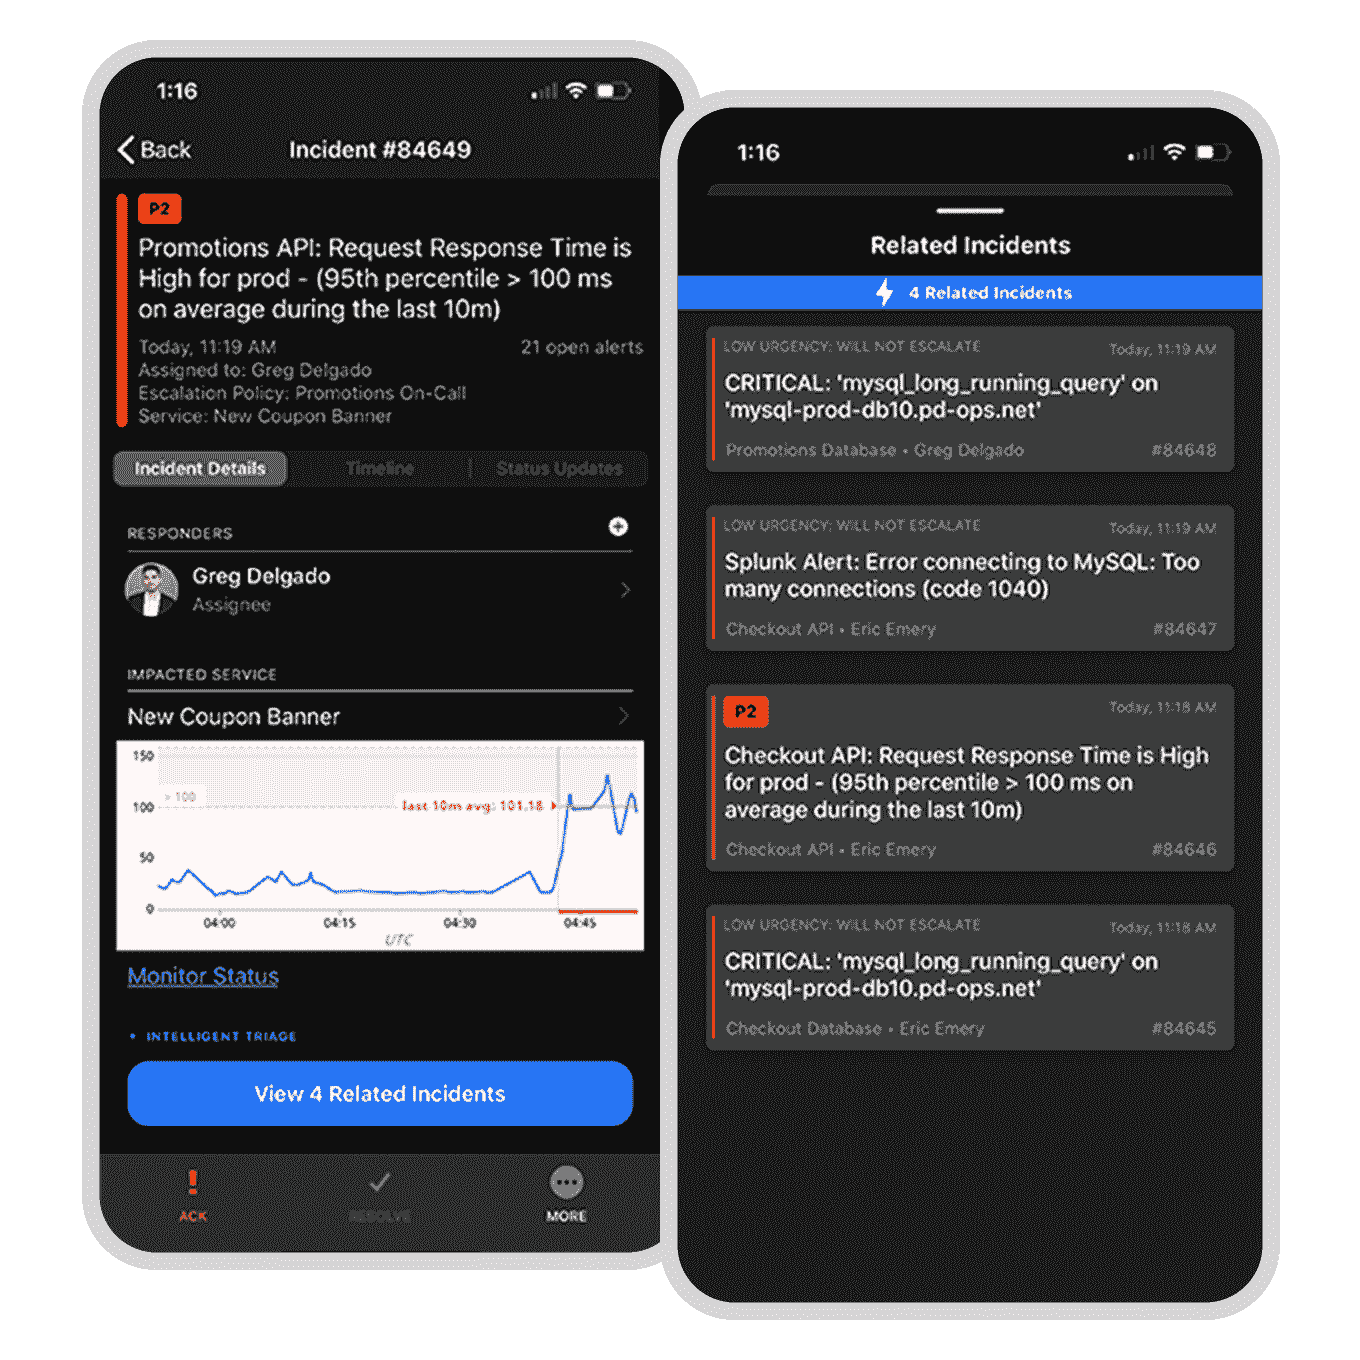 1:16
Back
Incident #84649
P2
Promotions API: Request Response Time is
High for prod - (95th percentile > 100 ms
on average during the last 10m)
Today, 11:19 AM
21 open alerts
Assigned to: Greg Delgado
Escalation Policy: Promotions On-Call
Service: New Coupon Banner
Incident Details
Timeline
Status Updates
RESPONDERS
Greg Delgado
Assignee
IMPACTED SERVICE
New Coupon Banner
150
> 100
100
last 10m avg: 101.18
50
0
04:00
04:15
04:30
04:45
UTC
Monitor Status
• INTELLIGENT TRIAGE
View 4 Related Incidents
ACK
RESOLVE
MORE
1:16
Related Incidents
4 Related Incidents
LOW URGENCY: WILL NOT ESCALATE
Today, 11:19 AM
CRITICAL: 'mysql_long_running_query' on
'mysql-prod-db10.pd-ops.net'
Promotions Database • Greg Delgado
#84648
LOW URGENCY: WILL NOT ESCALATE
Today, 11:19 AM
Splunk Alert: Error connecting to MySQL: Too
many connections (code 1040)
Checkout API • Eric Emery
#84647
P2
Today, 11:18 AM
Checkout API: Request Response Time is High
for prod - (95th percentile > 100 ms on
average during the last 10m)
Checkout API • Eric Emery
#84646
LOW URGENCY: WILL NOT ESCALATE
Today, 11:18 AM
CRITICAL: 'mysql_long_running_query' on
'mysql-prod-db10.pd-ops.net'
Checkout Database • Eric Emery
#84645